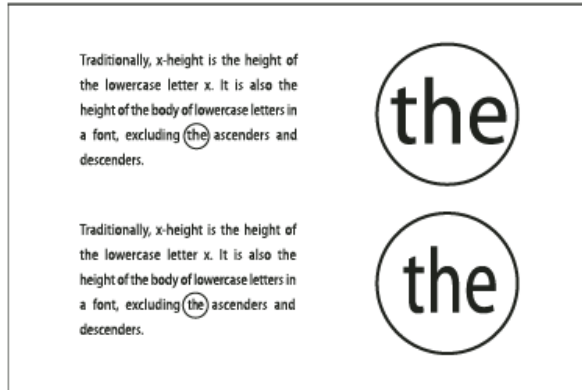 Traditionally, x-height is the height of
the lowercase letter x. It is also the
height of the body of lowercase letters in
a font, excluding the ascenders and
descenders.
the
Traditionally, x-height is the height of
the lowercase letter x. It is also the
height of the body of lowercase letters in
a font, excluding the ascenders and
descenders.
the